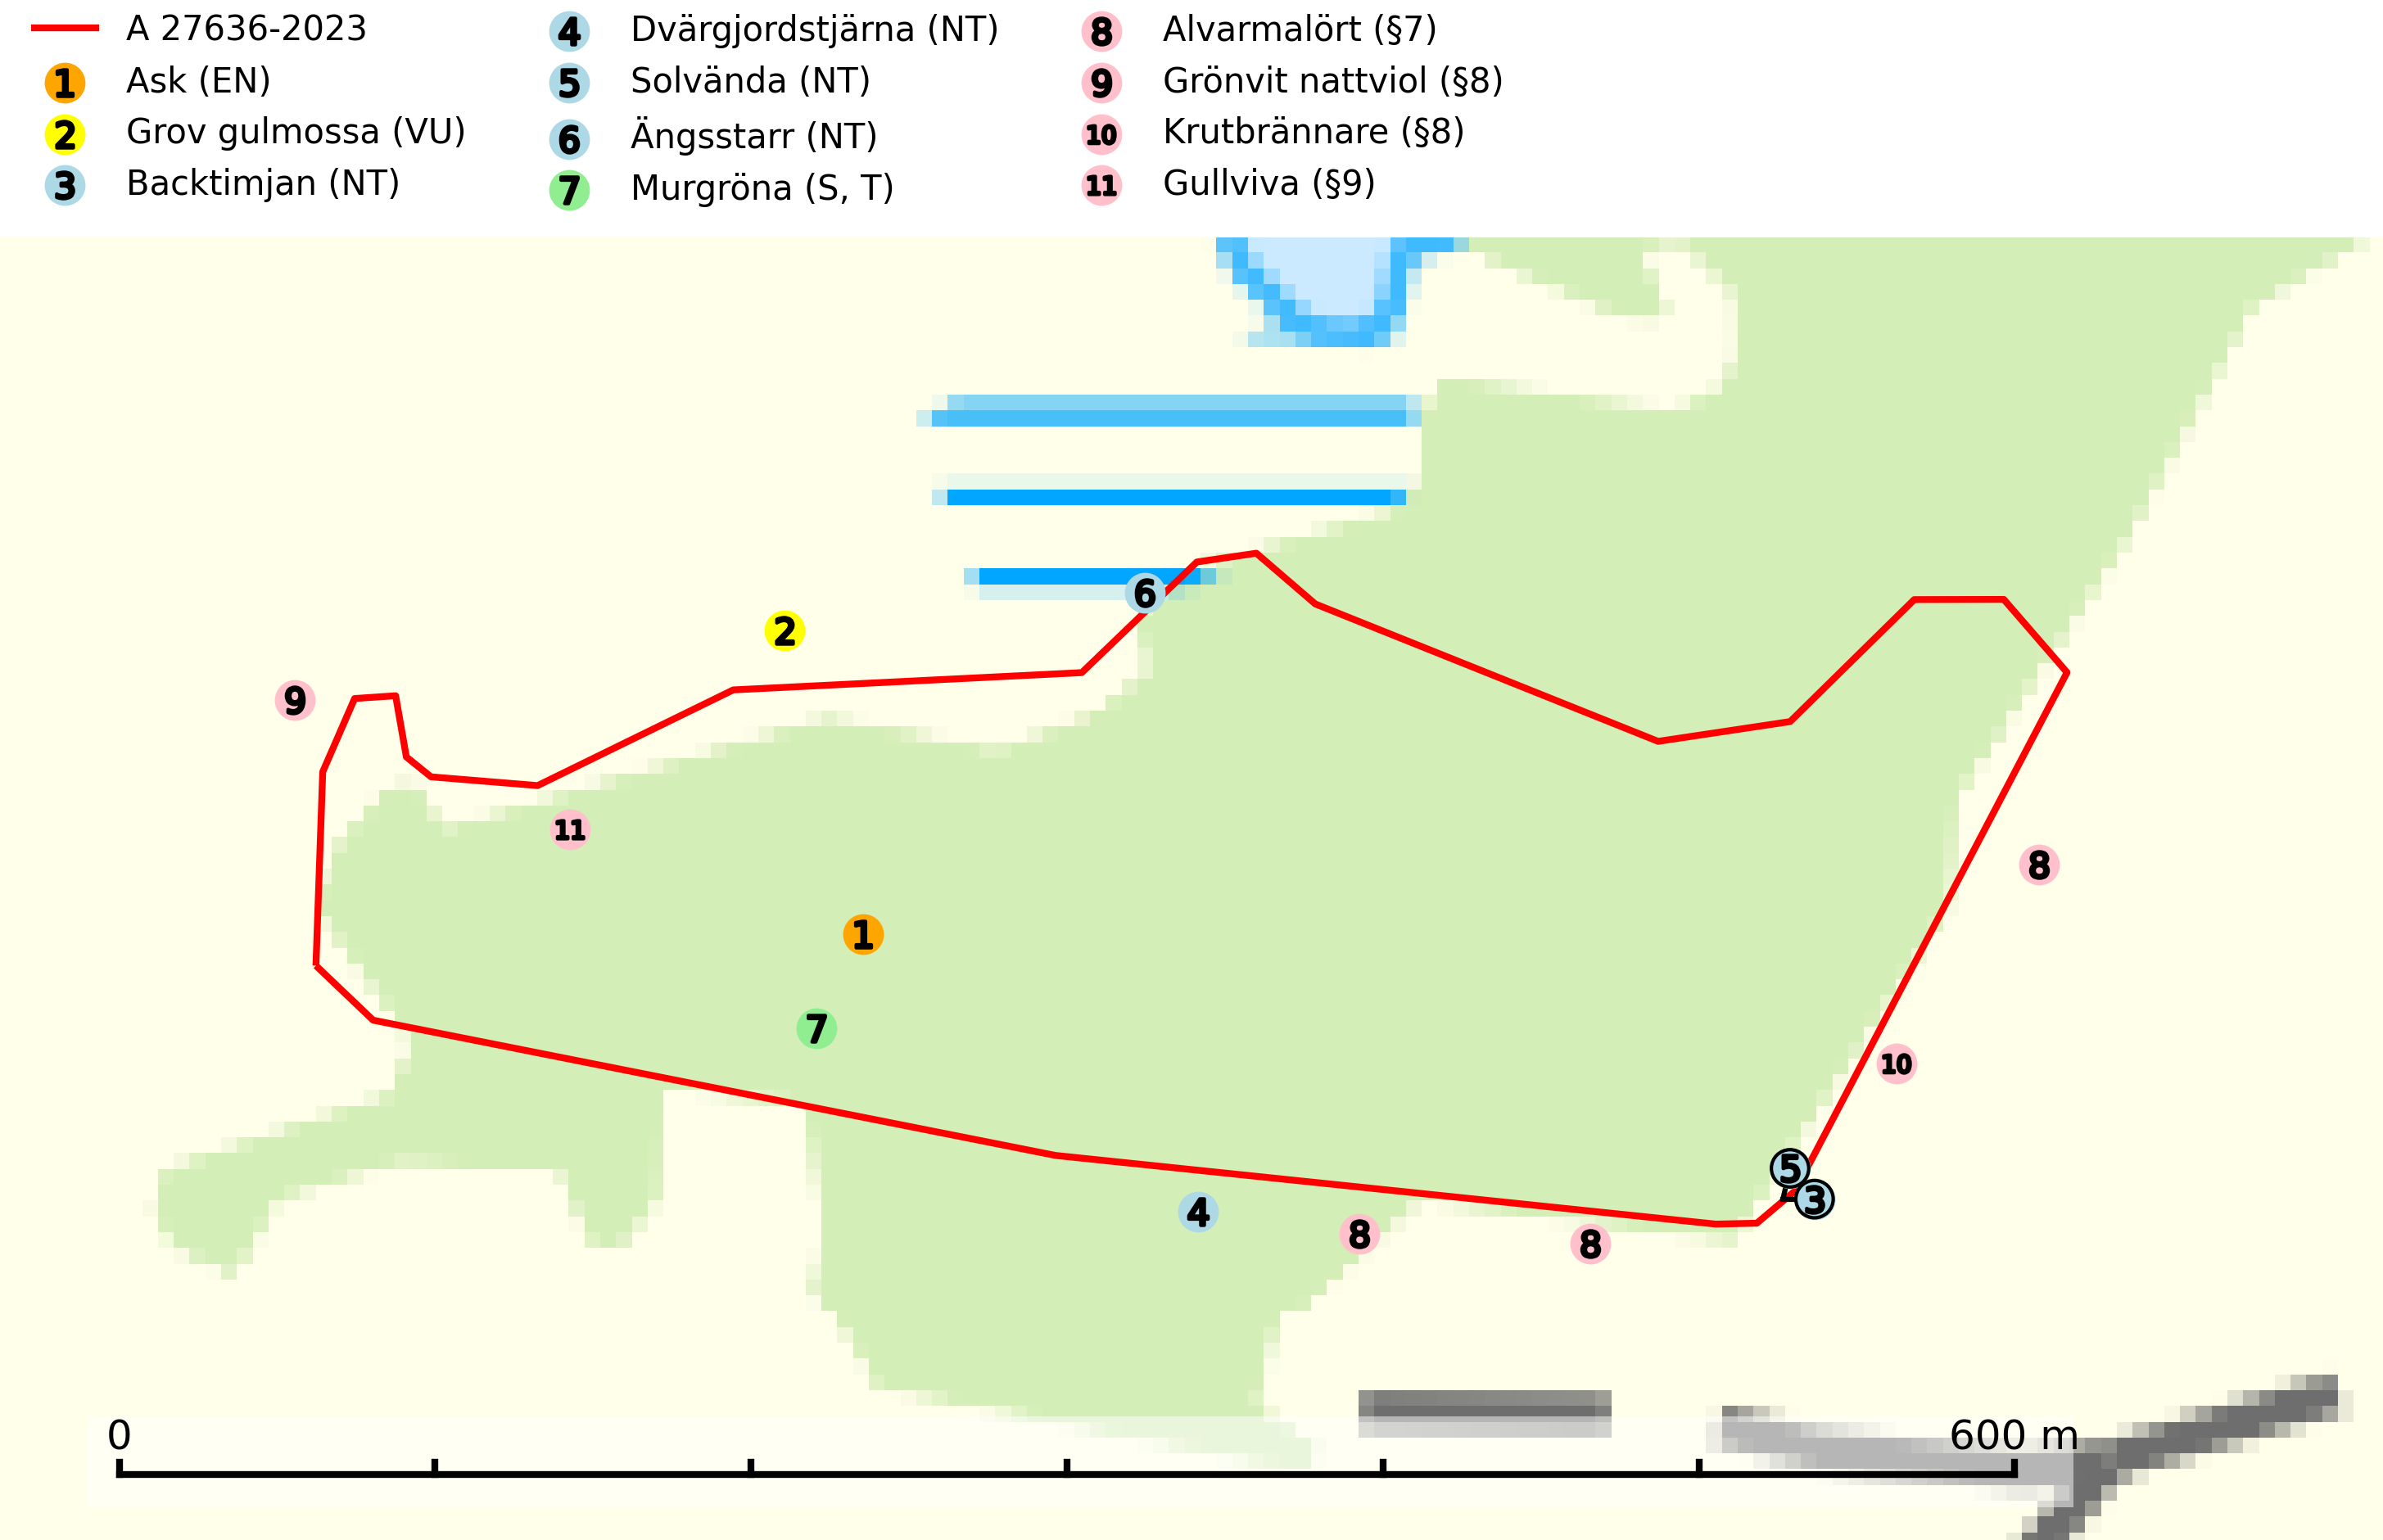 A 27636-2023
1 Ask (EN)
2 Grov gulmossa (VU)
3 Backtimjan (NT)
4 Dvärgjordstjärna (NT)
5 Solvända (NT)
6 Ängsstarr (NT)
7 Murgröna (S, T)
8 Alvarmalört (§7)
9 Grönvit nattviol (§8)
10 Krutbrännare (§8)
11 Gullviva (§9)
6
2
9
11
8
1
7
10
5
3
4
8
8
0
600 m